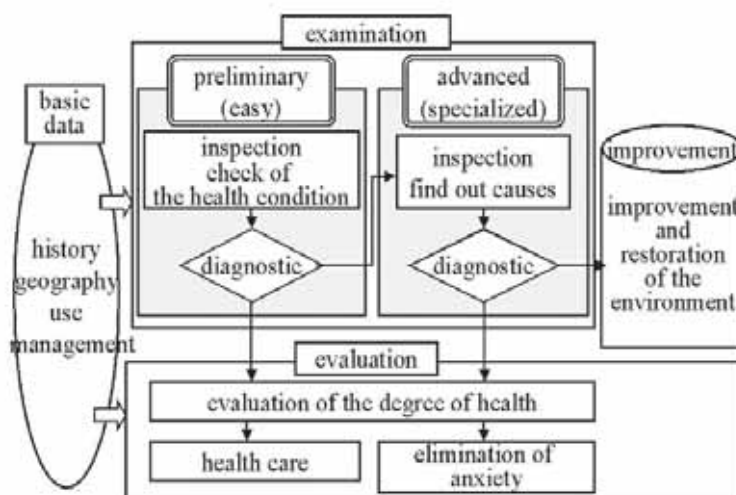 examination
preliminary
(easy)
advanced
(specialized)
basic
data
inspection
check of
the health condition
inspection
find out causes
improvement
improvement
and
restoration
of the
environment
history
geography
use
management
diagnostic
diagnostic
evaluation
evaluation of the degree of health
health care
elimination of
anxiety